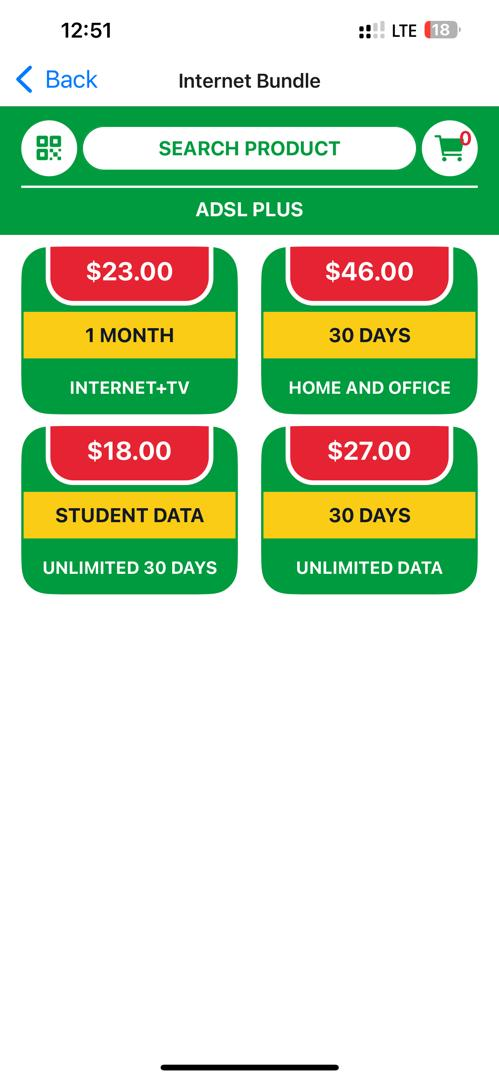 12:51
LTE
18
Back
Internet Bundle
SEARCH PRODUCT
0
ADSL PLUS
$23.00
1 MONTH
INTERNET+TV
$46.00
30 DAYS
HOME AND OFFICE
$18.00
STUDENT DATA
UNLIMITED 30 DAYS
$27.00
30 DAYS
UNLIMITED DATA